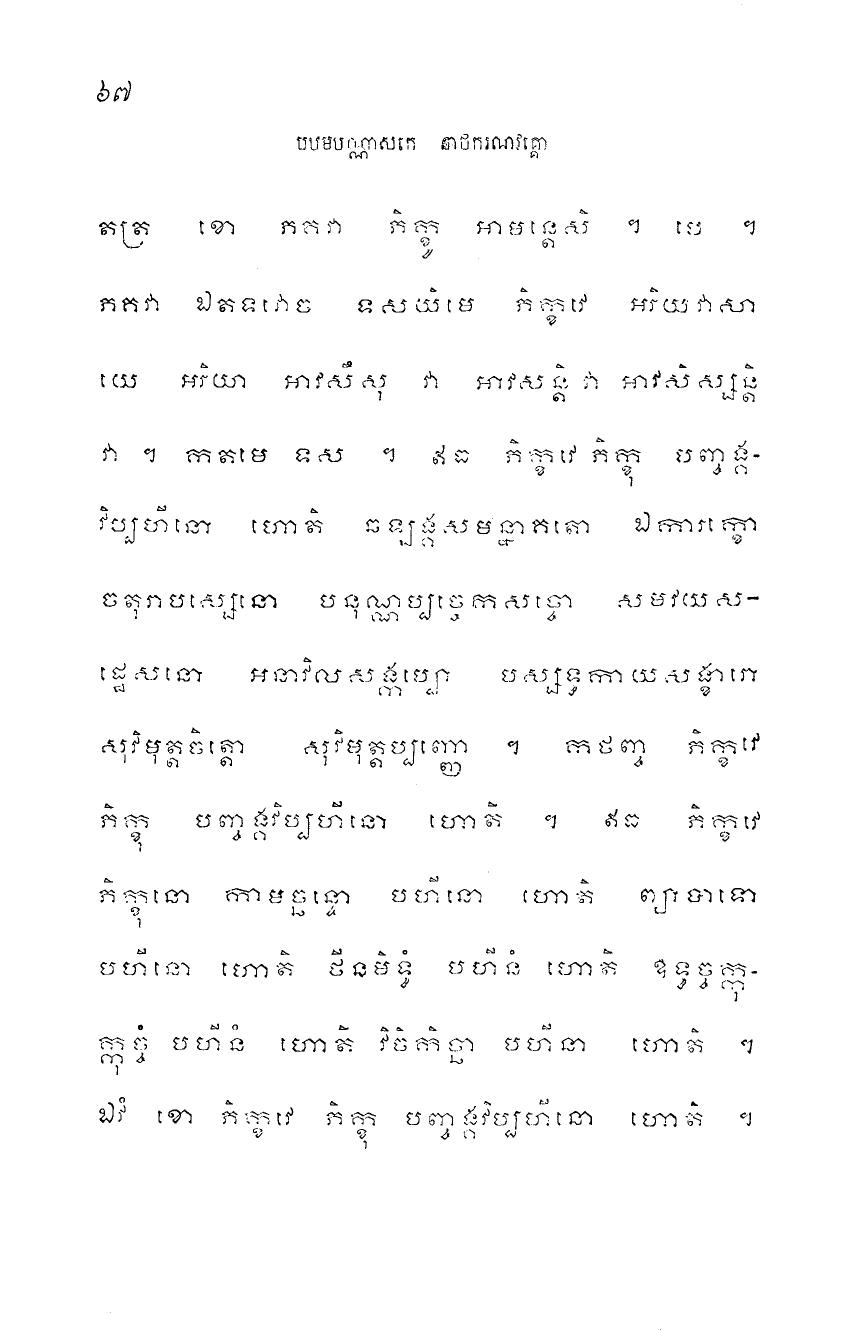 ៦៧
បឋមបណ្ណាសកេ នាថករណវគ្គោ
តត្រ ខោ ភគវា ភិក្ខូ អាមន្តេសិ ។ បេ ។
ភគវា ឯតទវោច ទសយិមេ ភិក្ខវេ អរិយវាសា
យេ អរិយា អាវសឹសុ វា អាវសន្តិ វា អាវសិស្សន្តិ
វា ។ កតមេ ទស ។ ឥធ ភិក្ខវេ ភិក្ខុ បញ្ចង្គ-
វិប្បហីនោ ហោតិ ឆឡង្គសមន្នាគតោ ឯការក្ខោ
ចតុរាបស្សេនោ បនុណ្ណប្បច្ចេកសច្ចោ សមវយស-
ដ្ឋេសនោ អនាវិលសង្កប្បោ បស្សទ្ធកាយសង្ខារោ
សុវិមុត្តចិត្តោ សុវិមុត្តប្បញ្ញោ ។ កថញ្ច ភិក្ខវេ
ភិក្ខុ បញ្ចង្គវិប្បហីនោ ហោតិ ។ ឥធ ភិក្ខវេ
ភិក្ខុនោ កាមច្ឆន្ទោ បហីនោ ហោតិ ព្យាបាទោ
បហីនោ ហោតិ ថីនមិទ្ធំ បហីនំ ហោតិ ឧទ្ធច្ចកុ-
ក្កុច្ចំ បហីនំ ហោតិ វិចិកិច្ឆា បហីនា ហោតិ ។
ឯវំ ខោ ភិក្ខវេ ភិក្ខុ បញ្ចង្គវិប្បហីនោ ហោតិ ។